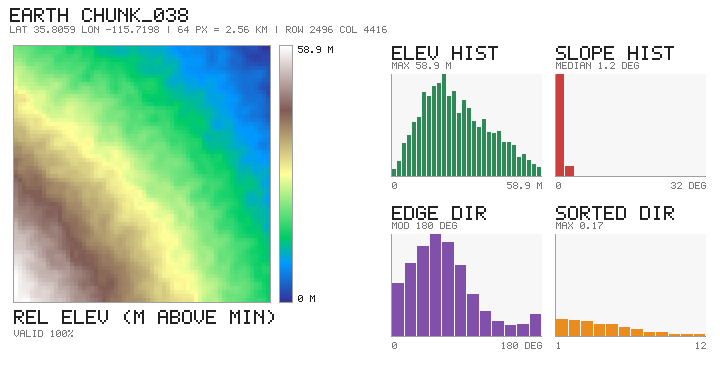 EARTH CHUNK_038
LAT 35.8059 LON -115.7198 | 64 PX = 2.56 KM | ROW 2496 COL 4416
58.9 M
0 M
REL ELEV (M ABOVE MIN)
VALID 100%
ELEV HIST
MAX 58.9 M
0 58.9 M
SLOPE HIST
MEDIAN 1.2 DEG
0 32 DEG
EDGE DIR
MOD 180 DEG
0 180 DEG
SORTED DIR
MAX 0.17
1 12